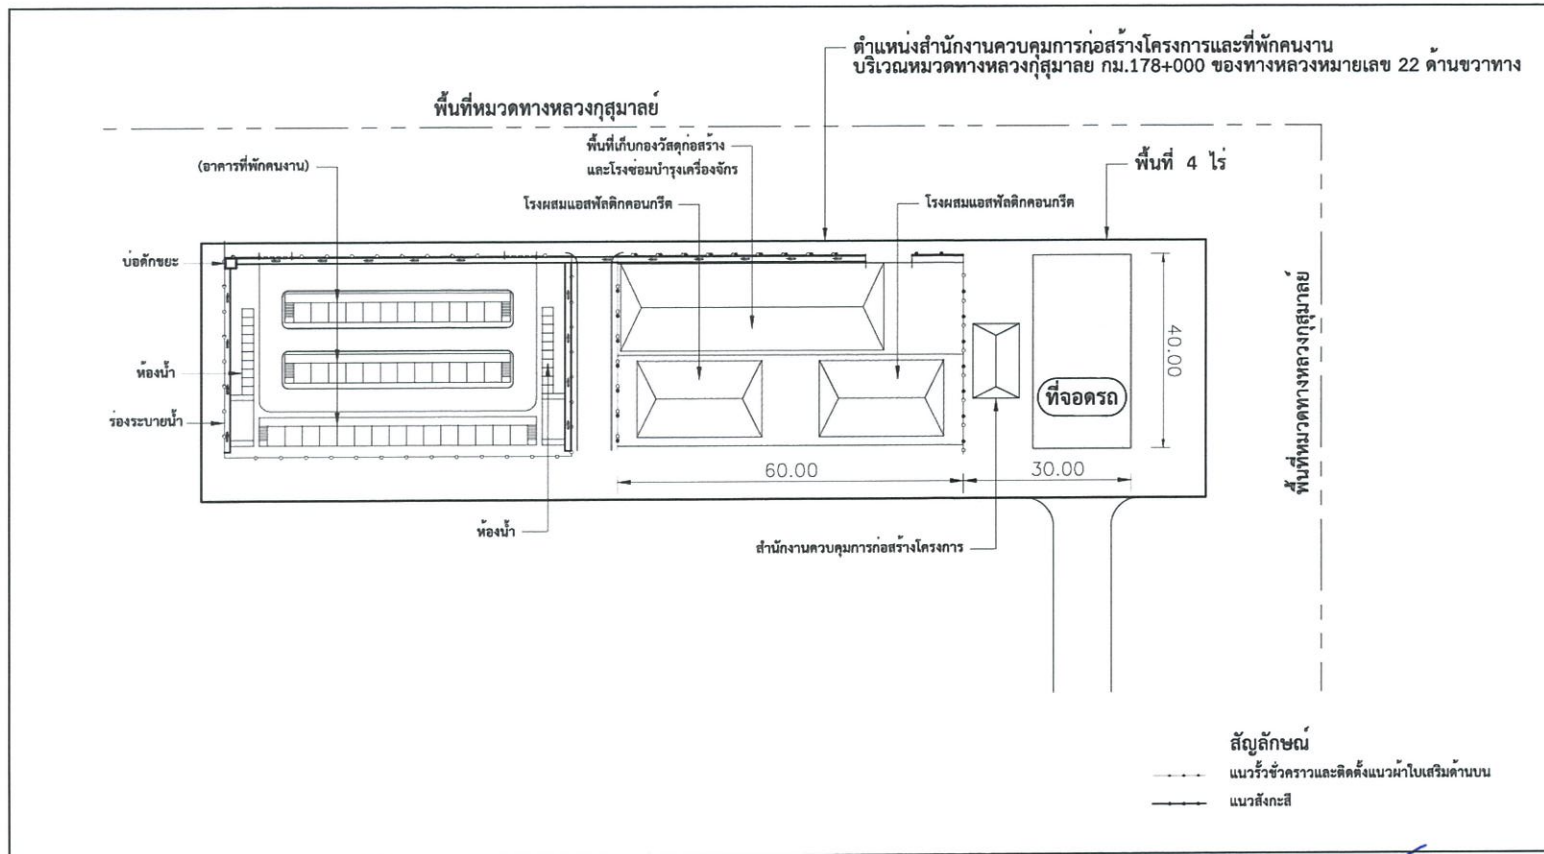 ตำแหน่งสำนักงานควบคุมการก่อสร้างโครงการและที่พักคนงาน
บริเวณหมวดทางหลวงกุสุมาลย์ กม.178+000 ของทางหลวงหมายเลข 22 ด้านขวาทาง
พื้นที่หมวดทางหลวงกุสุมาลย์
พื้นที่เก็บกองวัสดุก่อสร้าง
และโรงซ่อมบำรุงเครื่องจักร
(อาคารที่พักคนงาน)
พื้นที่ 4 ไร่
โรงผสมแอสฟัลติกคอนกรีต
โรงผสมแอสฟัลติกคอนกรีต
บ่อดักขยะ
พื้นที่หมวดทางหลวงกุสุมาลย์
40.00
ห้องน้ำ
ที่จอดรถ
ร่องระบายน้ำ
60.00
30.00
ห้องน้ำ
สำนักงานควบคุมการก่อสร้างโครงการ
สัญลักษณ์
แนวรั้วชั่วคราวและติดตั้งแนวผ้าใบเสริมด้านบน
แนวสังกะสี